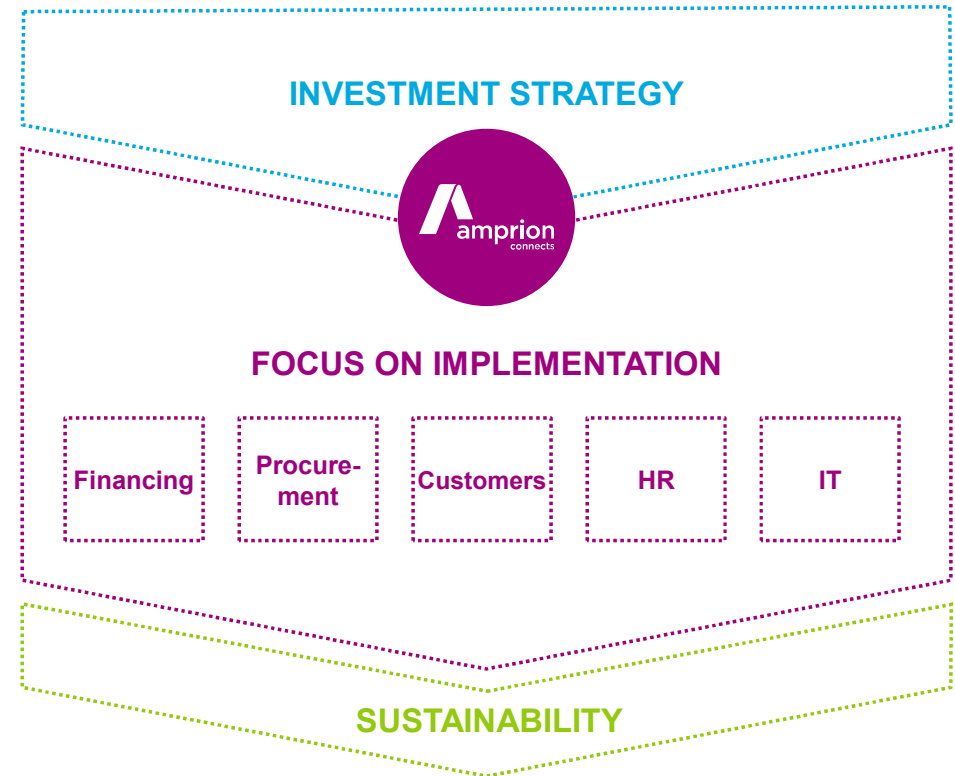 INVESTMENT STRATEGY
amprion
connects
FOCUS ON IMPLEMENTATION
Financing
Procure-
ment
Customers
HR
IT
SUSTAINABILITY